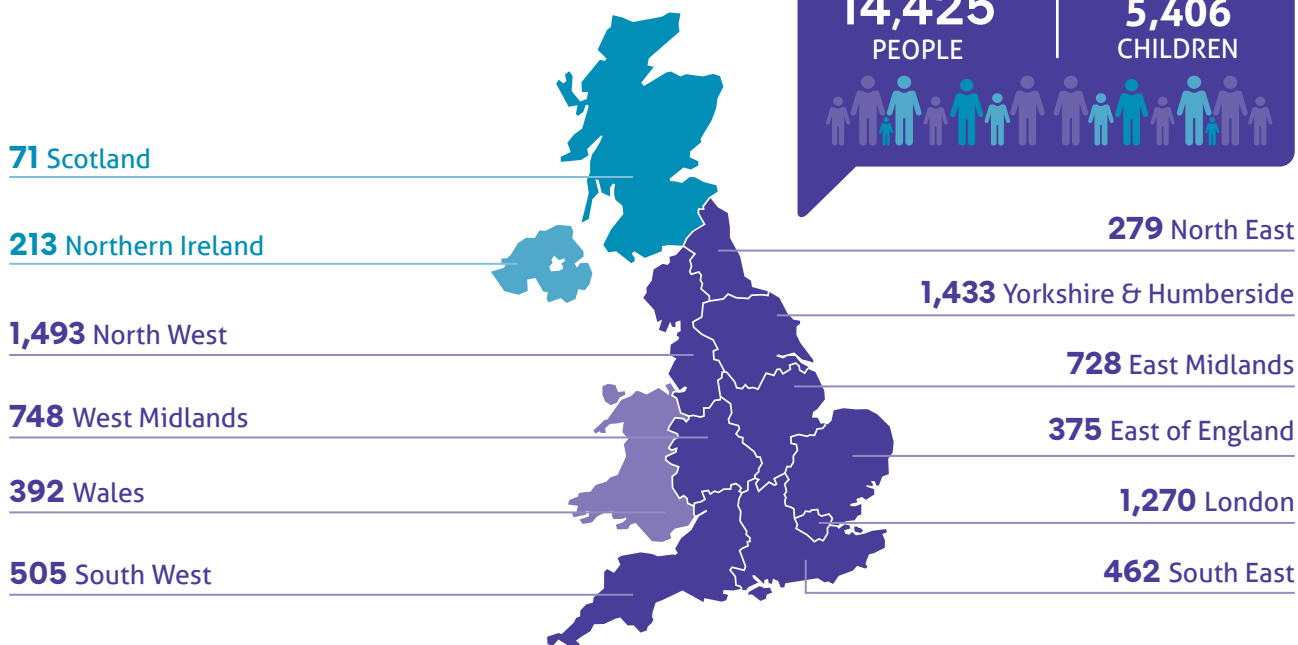 14,425
PEOPLE
5,406
CHILDREN
71 Scotland
213 Northern Ireland
1,493 North West
748 West Midlands
392 Wales
505 South West
279 North East
1,433 Yorkshire & Humberside
728 East Midlands
375 East of England
1,270 London
462 South East